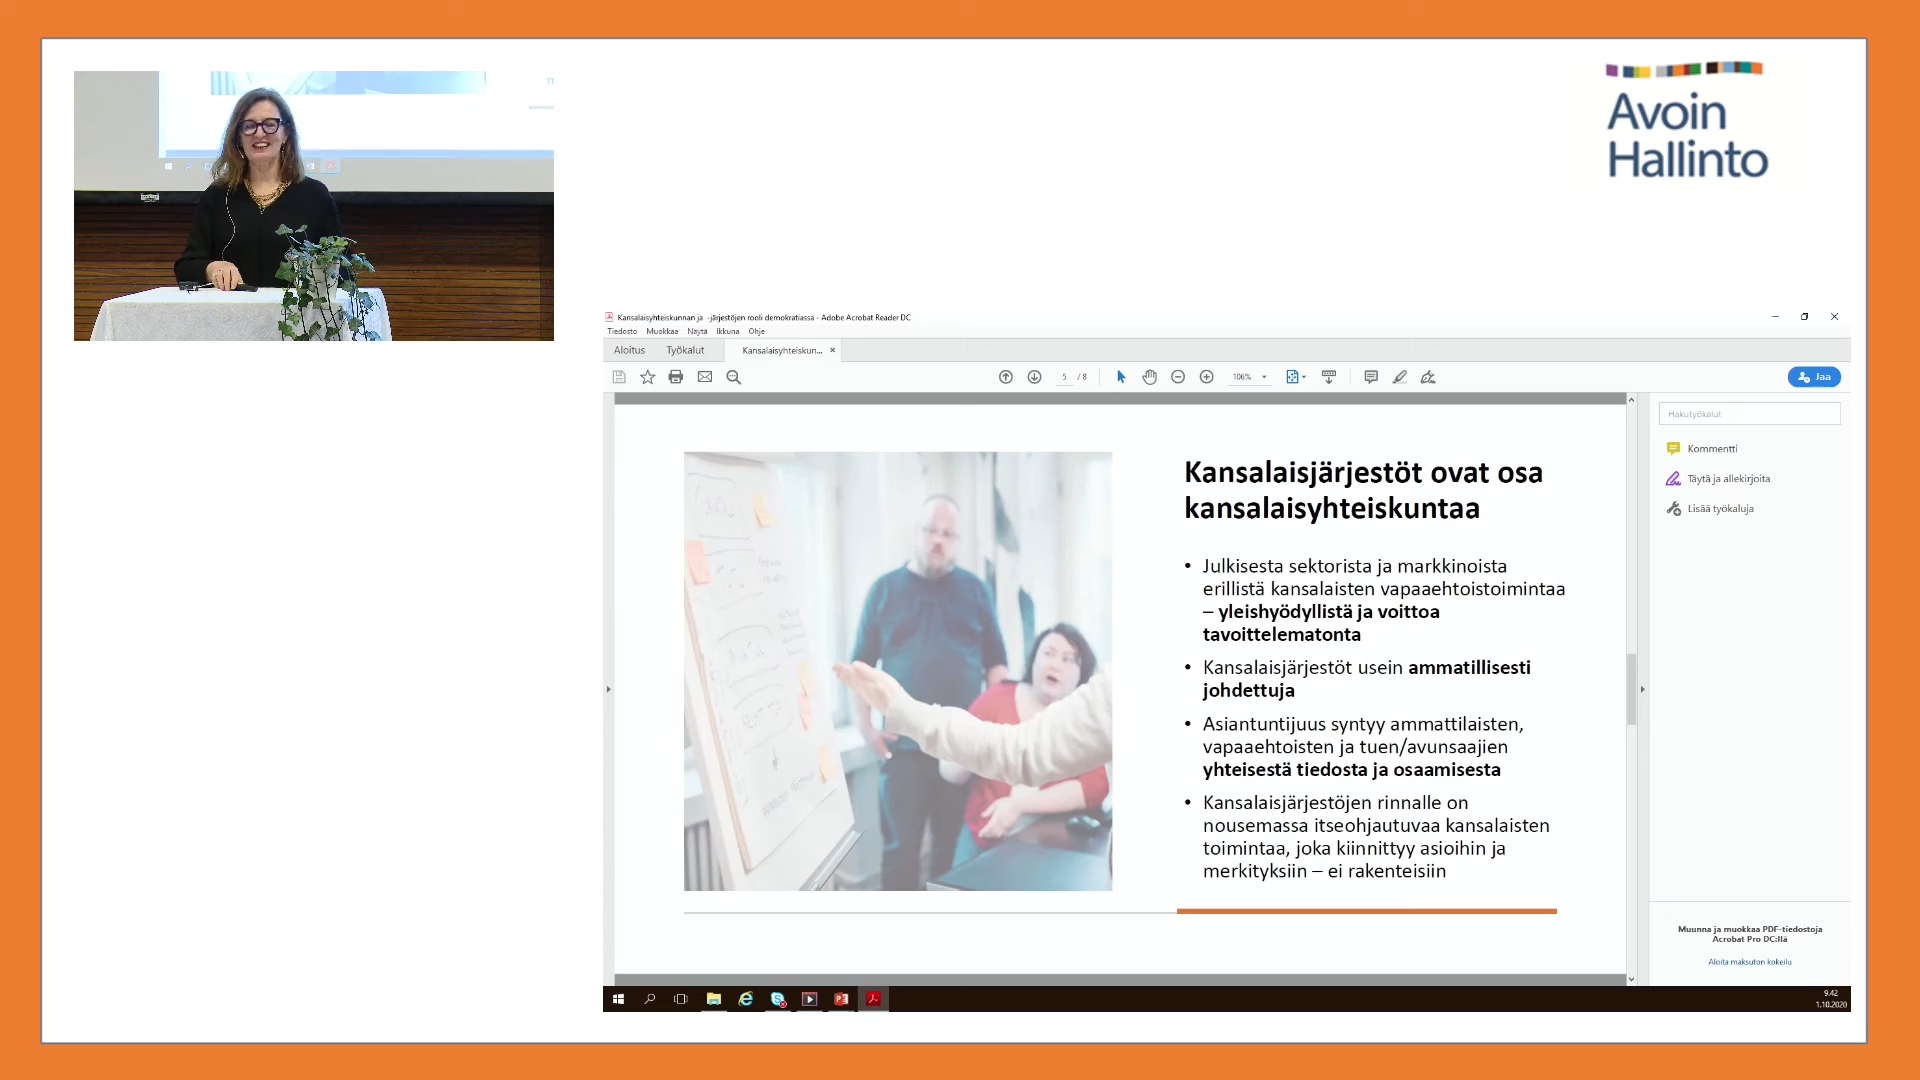 Avoin
Hallinto
Kansalaisyhteiskunnan ja -järjestöjen rooli demokratiassa - Adobe Acrobat Reader DC
Tiedosto Muokkaa Näytä Ikkuna Ohje
Aloitus Työkalut Kansalaisyhteiskun... ×
5 / 8 106% Jaa
Hakutyökalut
Kommentti
Täytä ja allekirjoita
Lisää työkaluja
Kansalaisjärjestöt ovat osa
kansalaisyhteiskuntaa
• Julkisesta sektorista ja markkinoista
erillistä kansalaisten vapaaehtoistoimintaa
– yleishyödyllistä ja voittoa
tavoittelematonta
• Kansalaisjärjestöt usein ammatillisesti
johdettuja
• Asiantuntijuus syntyy ammattilaisten,
vapaaehtoisten ja tuen/avunsaajien
yhteisestä tiedosta ja osaamisesta
• Kansalaisjärjestöjen rinnalle on
nousemassa itseohjautuvaa kansalaisten
toimintaa, joka kiinnittyy asioihin ja
merkityksiin – ei rakenteisiin
Muunna ja muokkaa PDF-tiedostoja
Acrobat Pro DC:llä
Aloita maksuton kokeilu
9.42
1.10.2020